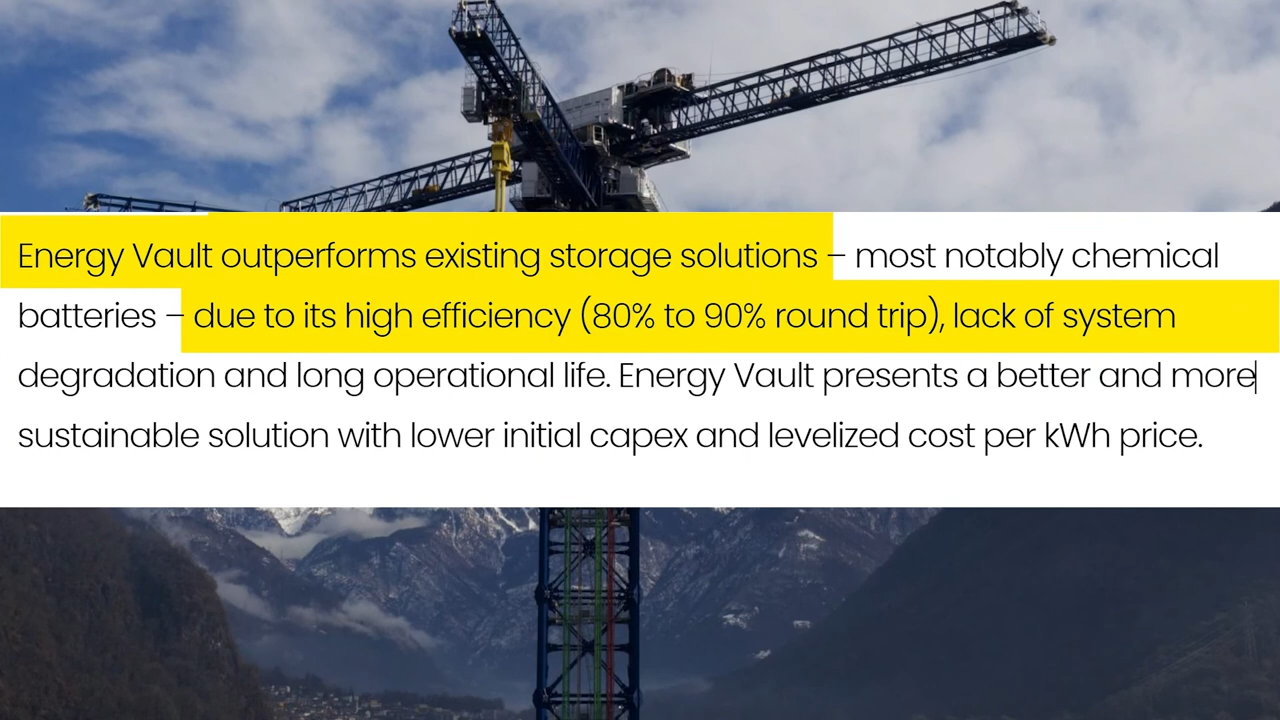 Energy Vault outperforms existing storage solutions – most notably chemical
batteries – due to its high efficiency (80% to 90% round trip), lack of system
degradation and long operational life. Energy Vault presents a better and more
sustainable solution with lower initial capex and levelized cost per kWh price.